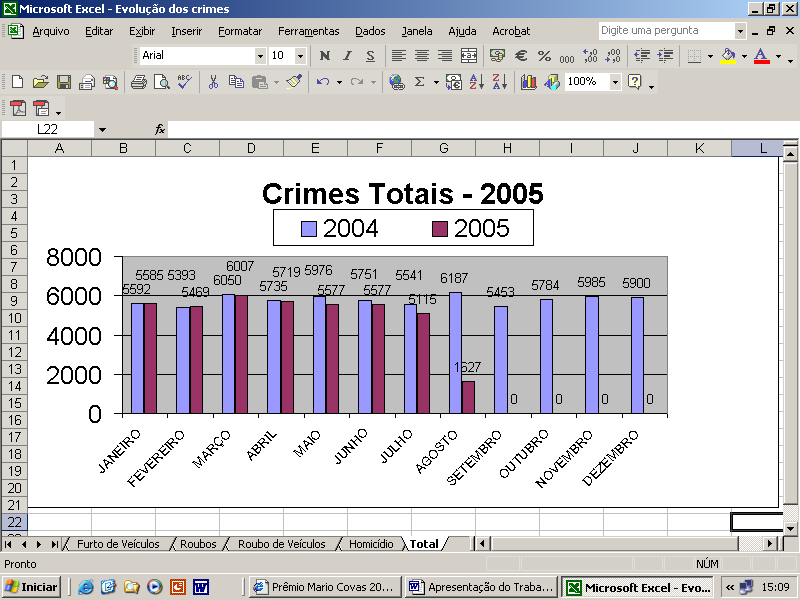 Microsoft Excel - Evolução dos crimes
Arquivo Editar Exibir Inserir Formatar Ferramentas Dados Janela Ajuda Acrobat Digite uma pergunta
Arial 10 N I S € % 000
100%
L22 fx
A B C D E F G H I J K L
1
2
3
4
5
6
7
8
9
10
11
12
13
14
15
16
17
18
19
20
21
22
Crimes Totais - 2005
2004 2005
8000
6000
4000
2000
0
5592 5585 5393 5469 6050 6007 5735 5719 5976 5577 5751 5577 5541 5115 6187 1627 5453 0 5784 0 5985 0 5900 0
JANEIRO FEVEREIRO MARÇO ABRIL MAIO JUNHO JULHO AGOSTO SETEMBRO OUTUBRO NOVEMBRO DEZEMBRO
Furto de Veículos Roubos Roubo de Veículos Homicídio Total
Pronto NÚM
Iniciar Prêmio Mario Covas 20... Apresentação do Traba... Microsoft Excel - Evo... « 15:09